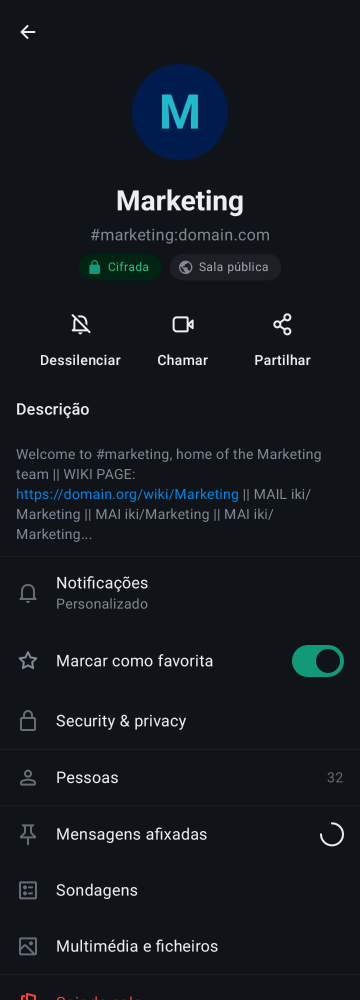 M
Marketing
#marketing:domain.com
Cifrada
Sala pública
Dessilenciar
Chamar
Partilhar
Descrição
Welcome to #marketing, home of the Marketing
team || WIKI PAGE:
https://domain.org/wiki/Marketing || MAIL iki/
Marketing || MAI iki/Marketing || MAI iki/
Marketing...
Notificações
Personalizado
Marcar como favorita
Security & privacy
Pessoas
32
Mensagens afixadas
Sondagens
Multimédia e ficheiros